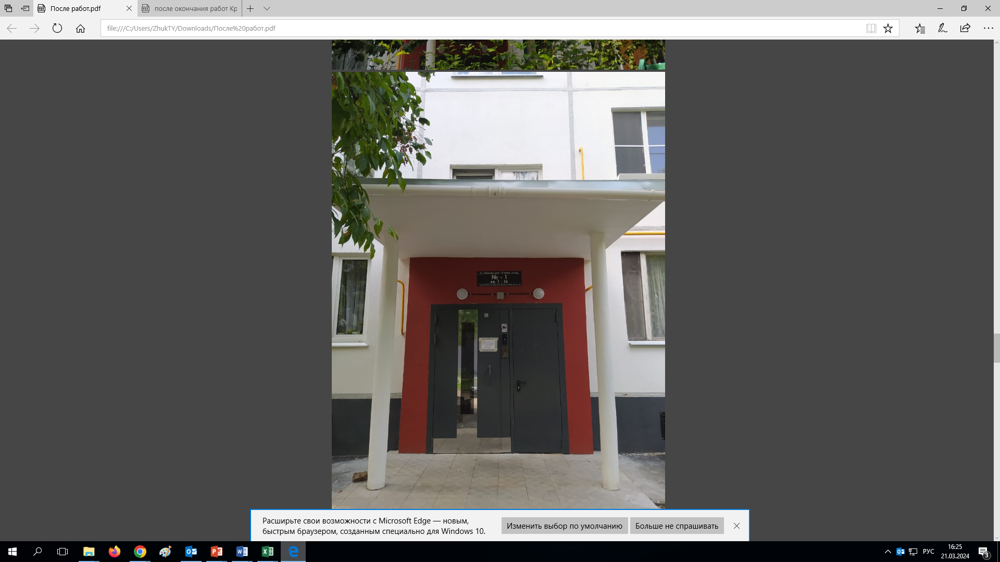 После работ.pdf
после окончания работ Кр
file:///C:/Users/ZhukTY/Downloads/После%20работ.pdf
№ - 1
кв. 1 - 36
Расширьте свои возможности с Microsoft Edge — новым,
быстрым браузером, созданным специально для Windows 10.
Изменить выбор по умолчанию
Больше не спрашивать
РУС
16:25
21.03.2024
3